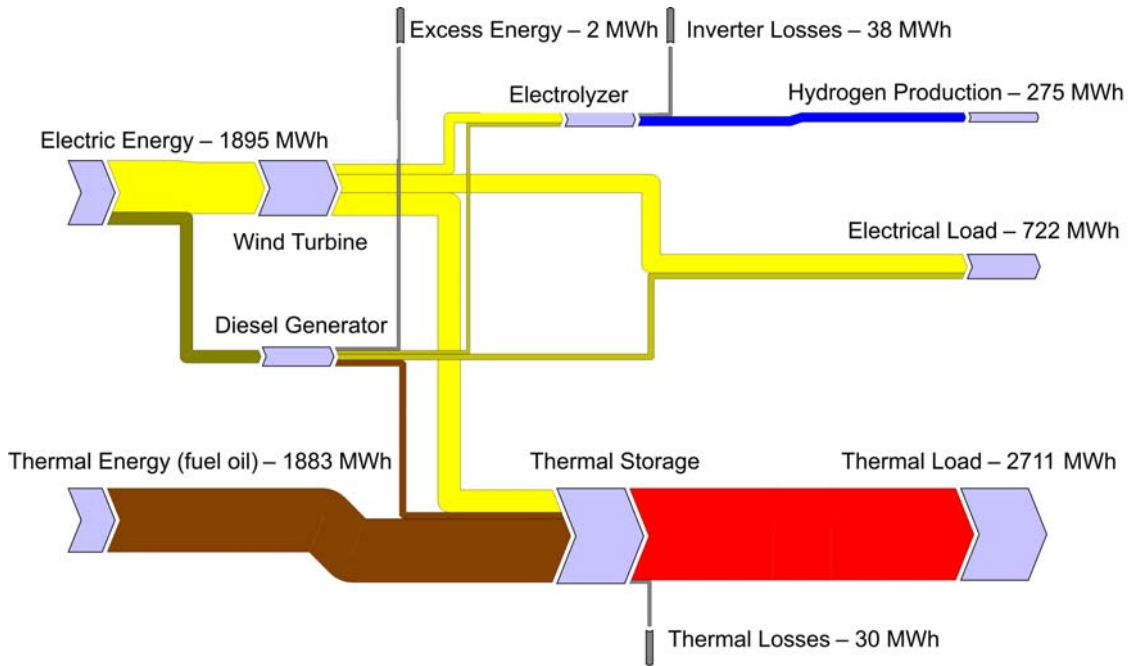 Excess Energy – 2 MWh
Inverter Losses – 38 MWh
Electrolyzer
Hydrogen Production – 275 MWh
Electric Energy – 1895 MWh
Wind Turbine
Electrical Load – 722 MWh
Diesel Generator
Thermal Energy (fuel oil) – 1883 MWh
Thermal Storage
Thermal Load – 2711 MWh
Thermal Losses – 30 MWh